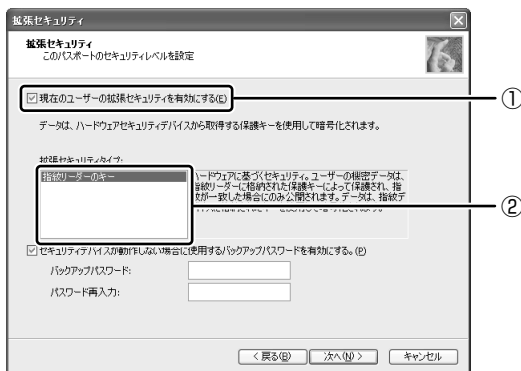 拡張セキュリティ
拡張セキュリティ
このパスポートのセキュリティレベルを設定
現在のユーザーの拡張セキュリティを有効にする(E)
①
データは、ハードウェアセキュリティデバイスから取得する保護キーを使用して暗号化されます。
拡張セキュリティタイプ:
指紋リーダーのキー
ハードウェアに基づくセキュリティ。ユーザーの機密データは、
指紋リーダーに格納された保護キーによって保護され、指
紋が一致した場合にのみ公開されます。データは、指紋デ
②
セキュリティデバイスが動作しない場合に使用するバックアップパスワードを有効にする。(P)
バックアップパスワード:
パスワード再入力:
< 戻る(B)
次へ(N) >
キャンセル